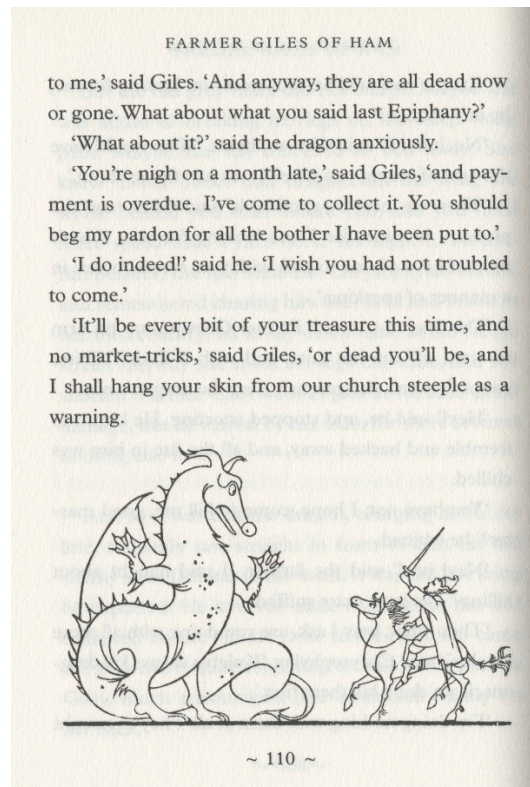 FARMER GILES OF HAM
to me,’ said Giles. ‘And anyway, they are all dead now
or gone. What about what you said last Epiphany?’
‘What about it?’ said the dragon anxiously.
‘You’re nigh on a month late,’ said Giles, ‘and pay-
ment is overdue. I’ve come to collect it. You should
beg my pardon for all the bother I have been put to.’
‘I do indeed!’ said he. ‘I wish you had not troubled
to come.’
‘It’ll be every bit of your treasure this time, and
no market-tricks,’ said Giles, ‘or dead you’ll be, and
I shall hang your skin from our church steeple as a
warning.’
~ 110 ~